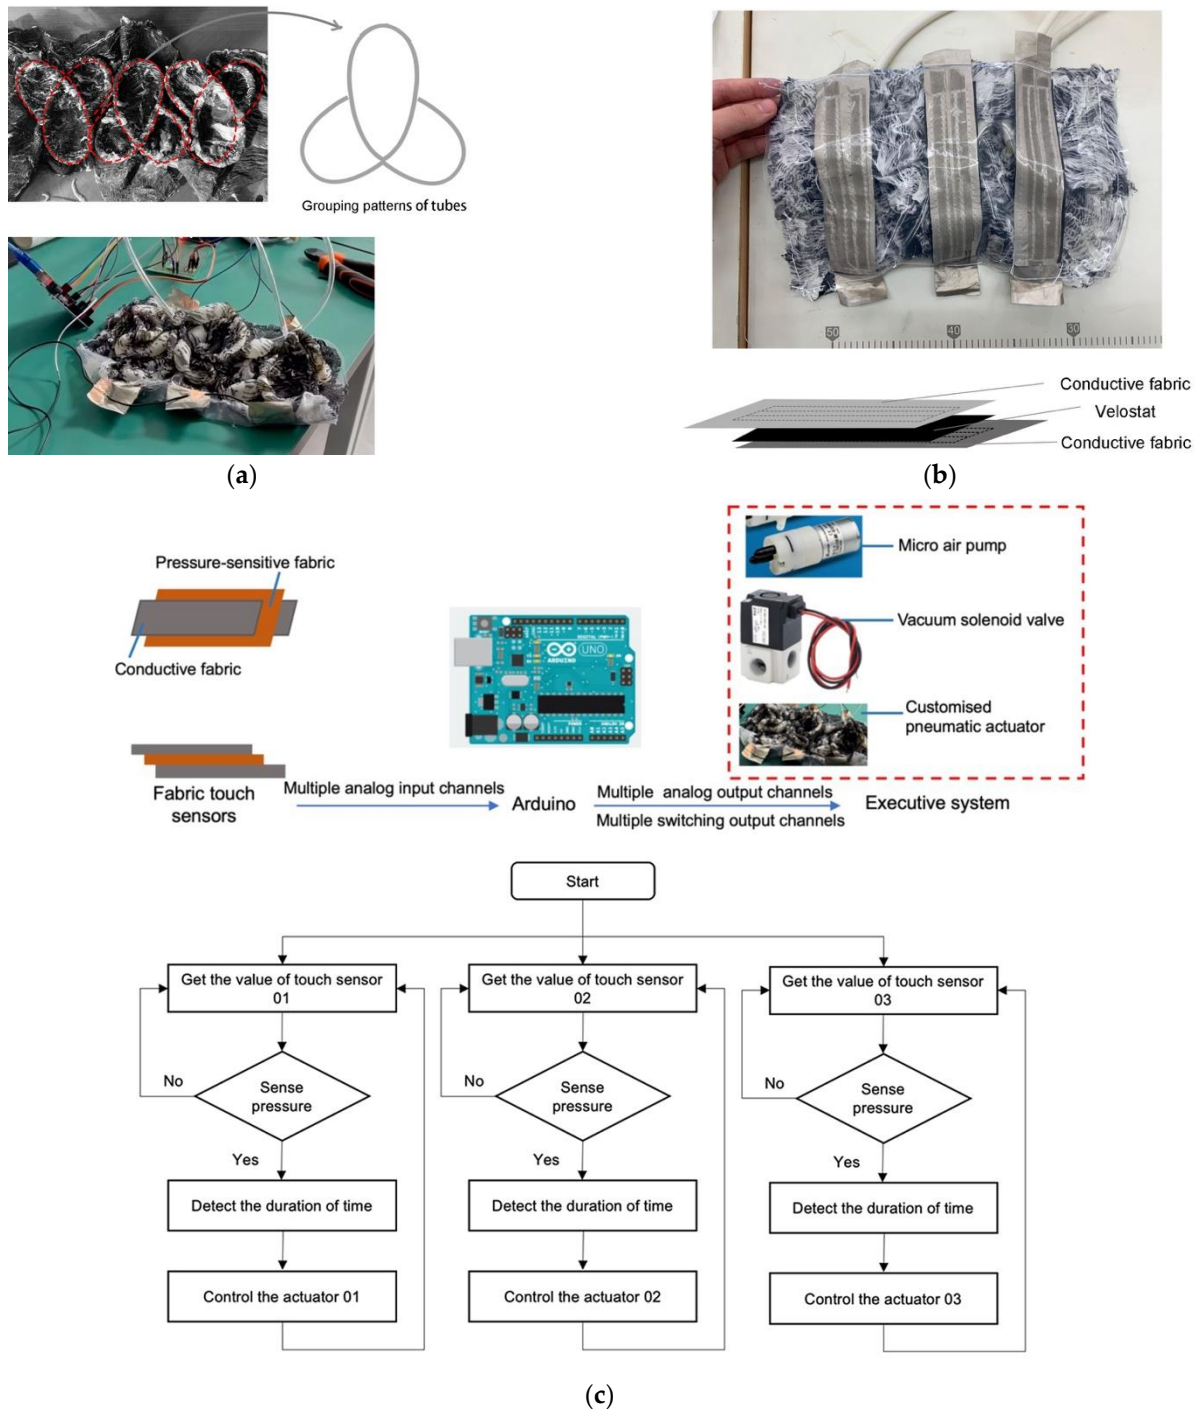 Grouping patterns of tubes
50
40
30
Conductive fabric
Velostat
Conductive fabric
(a)
(b)
Pressure-sensitive fabric
Conductive fabric
Fabric touch
sensors
Multiple analog input channels
UNO
ARDUINO
Arduino
Multiple analog output channels
Multiple switching output channels
Micro air pump
Vacuum solenoid valve
Customised
pneumatic actuator
Executive system
Start
Get the value of touch sensor
01
No
Sense
pressure
Yes
Detect the duration of time
Control the actuator 01
Get the value of touch sensor
02
No
Sense
pressure
Yes
Detect the duration of time
Control the actuator 02
Get the value of touch sensor
03
No
Sense
pressure
Yes
Detect the duration of time
Control the actuator 03
(c)